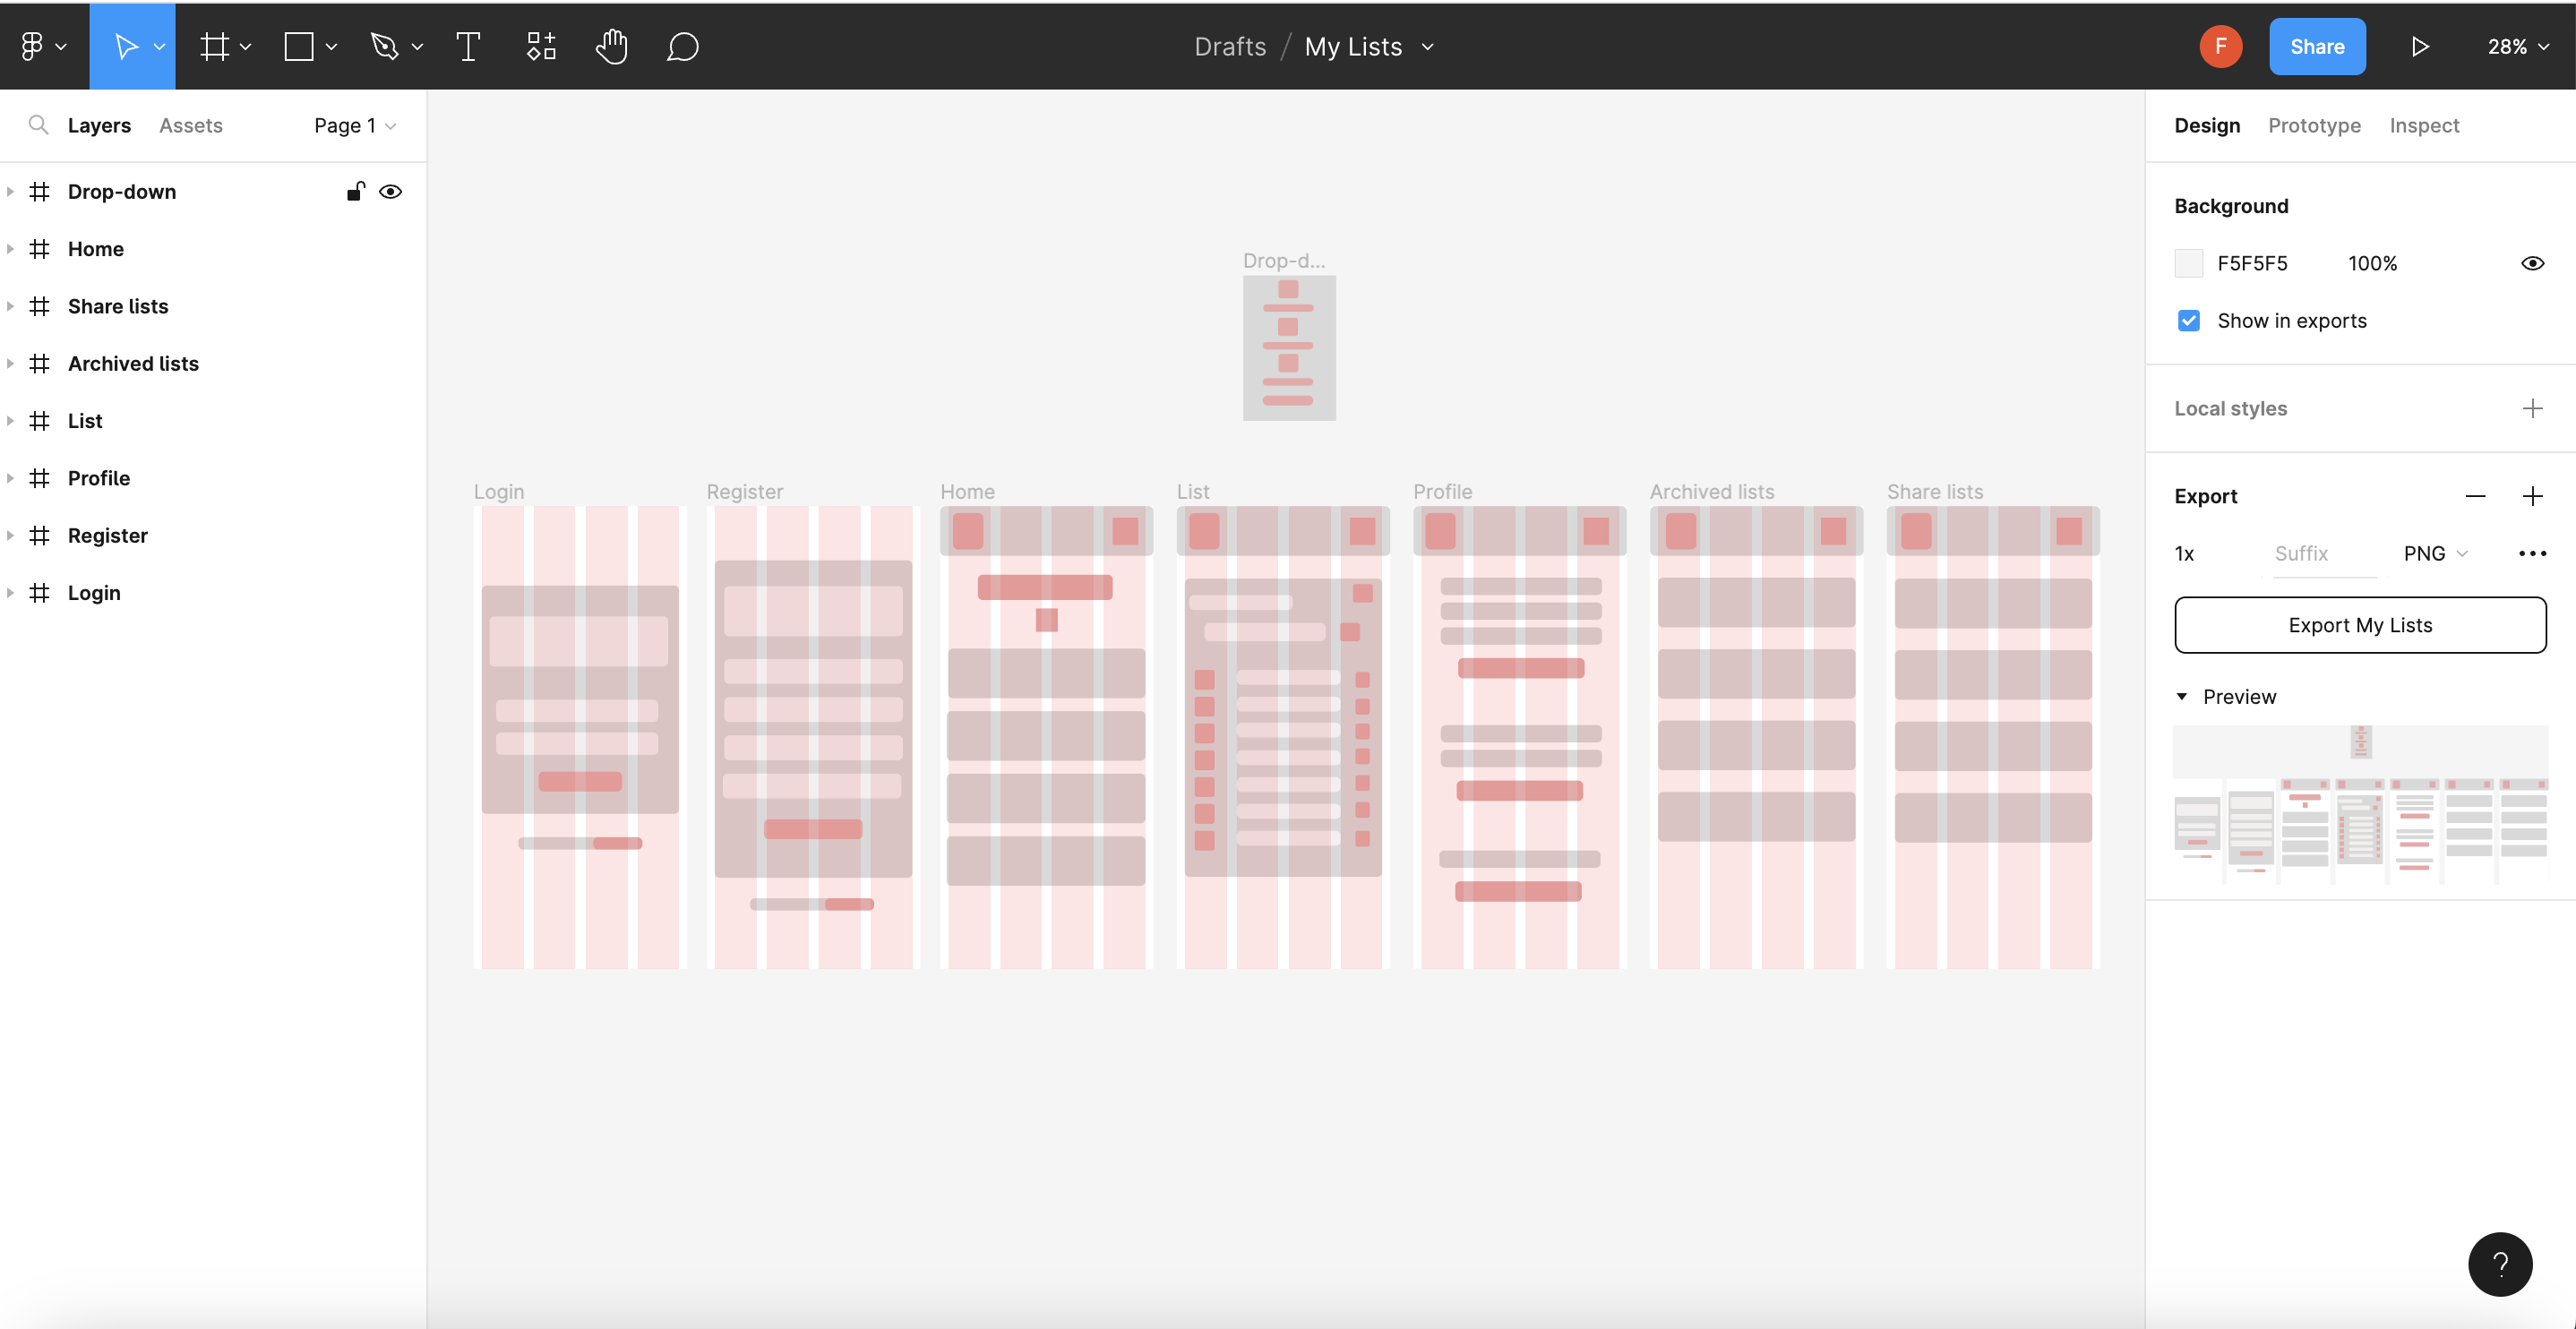 Drafts / My Lists
F
Share
28%
Layers Assets Page 1
Drop-down
Home
Share lists
Archived lists
List
Profile
Register
Login
Drop-d...
Login Register Home List Profile Archived lists Share lists
Design Prototype Inspect
Background
F5F5F5 100%
Show in exports
Local styles
Export
1x Suffix PNG
Export My Lists
Preview
?